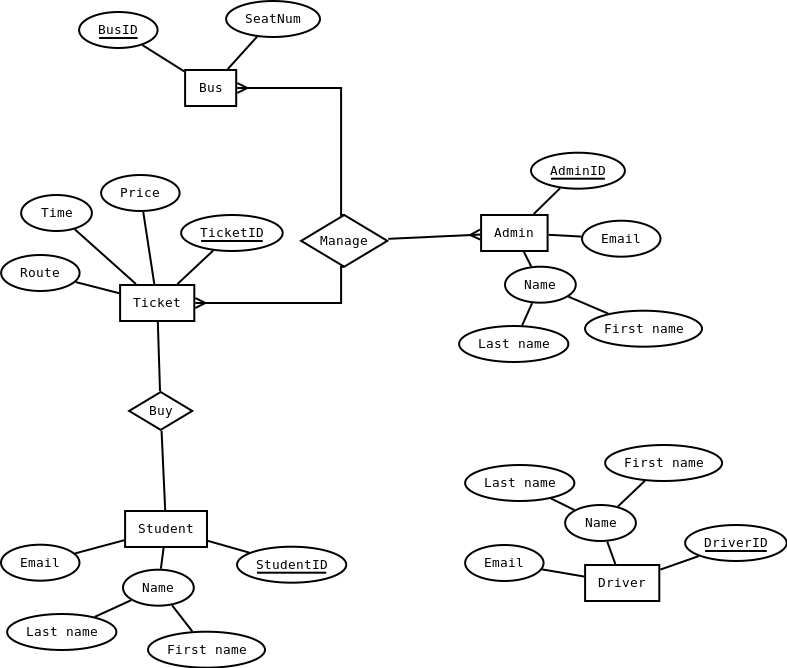 SeatNum
BusID
Bus
AdminID
Price
Time
TicketID
Admin
Email
Manage
Route
Name
Ticket
First name
Last name
Buy
First name
Last name
Name
Student
DriverID
Email
StudentID
Email
Driver
Name
Last name
First name